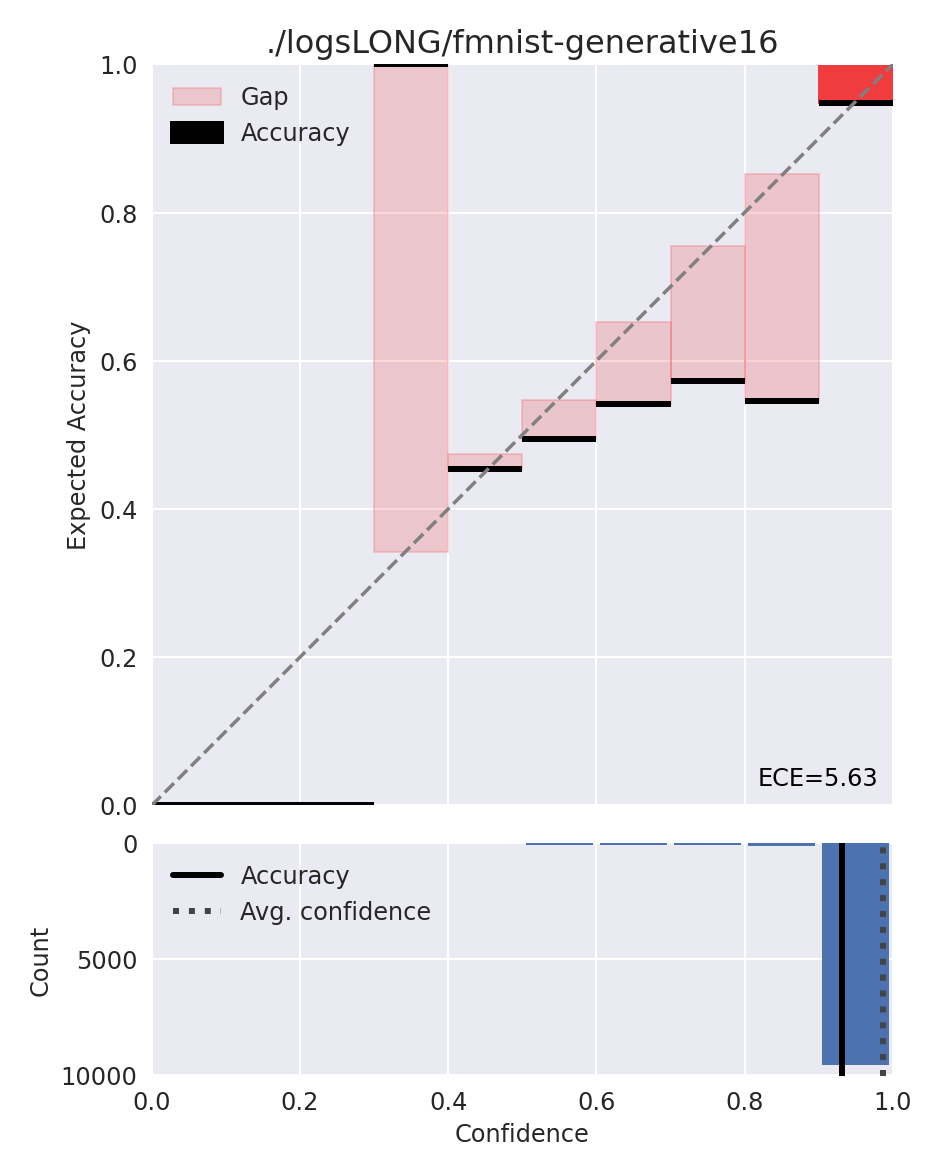 ./logsLONG/fmnist-generative16
1.0
0.8
0.6
0.4
0.2
0.0
Expected Accuracy
Gap
Accuracy
ECE=5.63
0
5000
10000
Count
Accuracy
Avg. confidence
0.0 0.2 0.4 0.6 0.8 1.0
Confidence